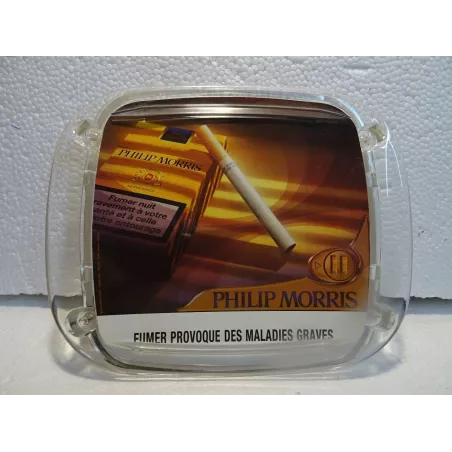 PHILIP MORRIS
Fumer nuit
gravement à votre
santé et à celle
de votre entourage
PHILIP MORRIS
FUMER PROVOQUE DES MALADIES GRAVES